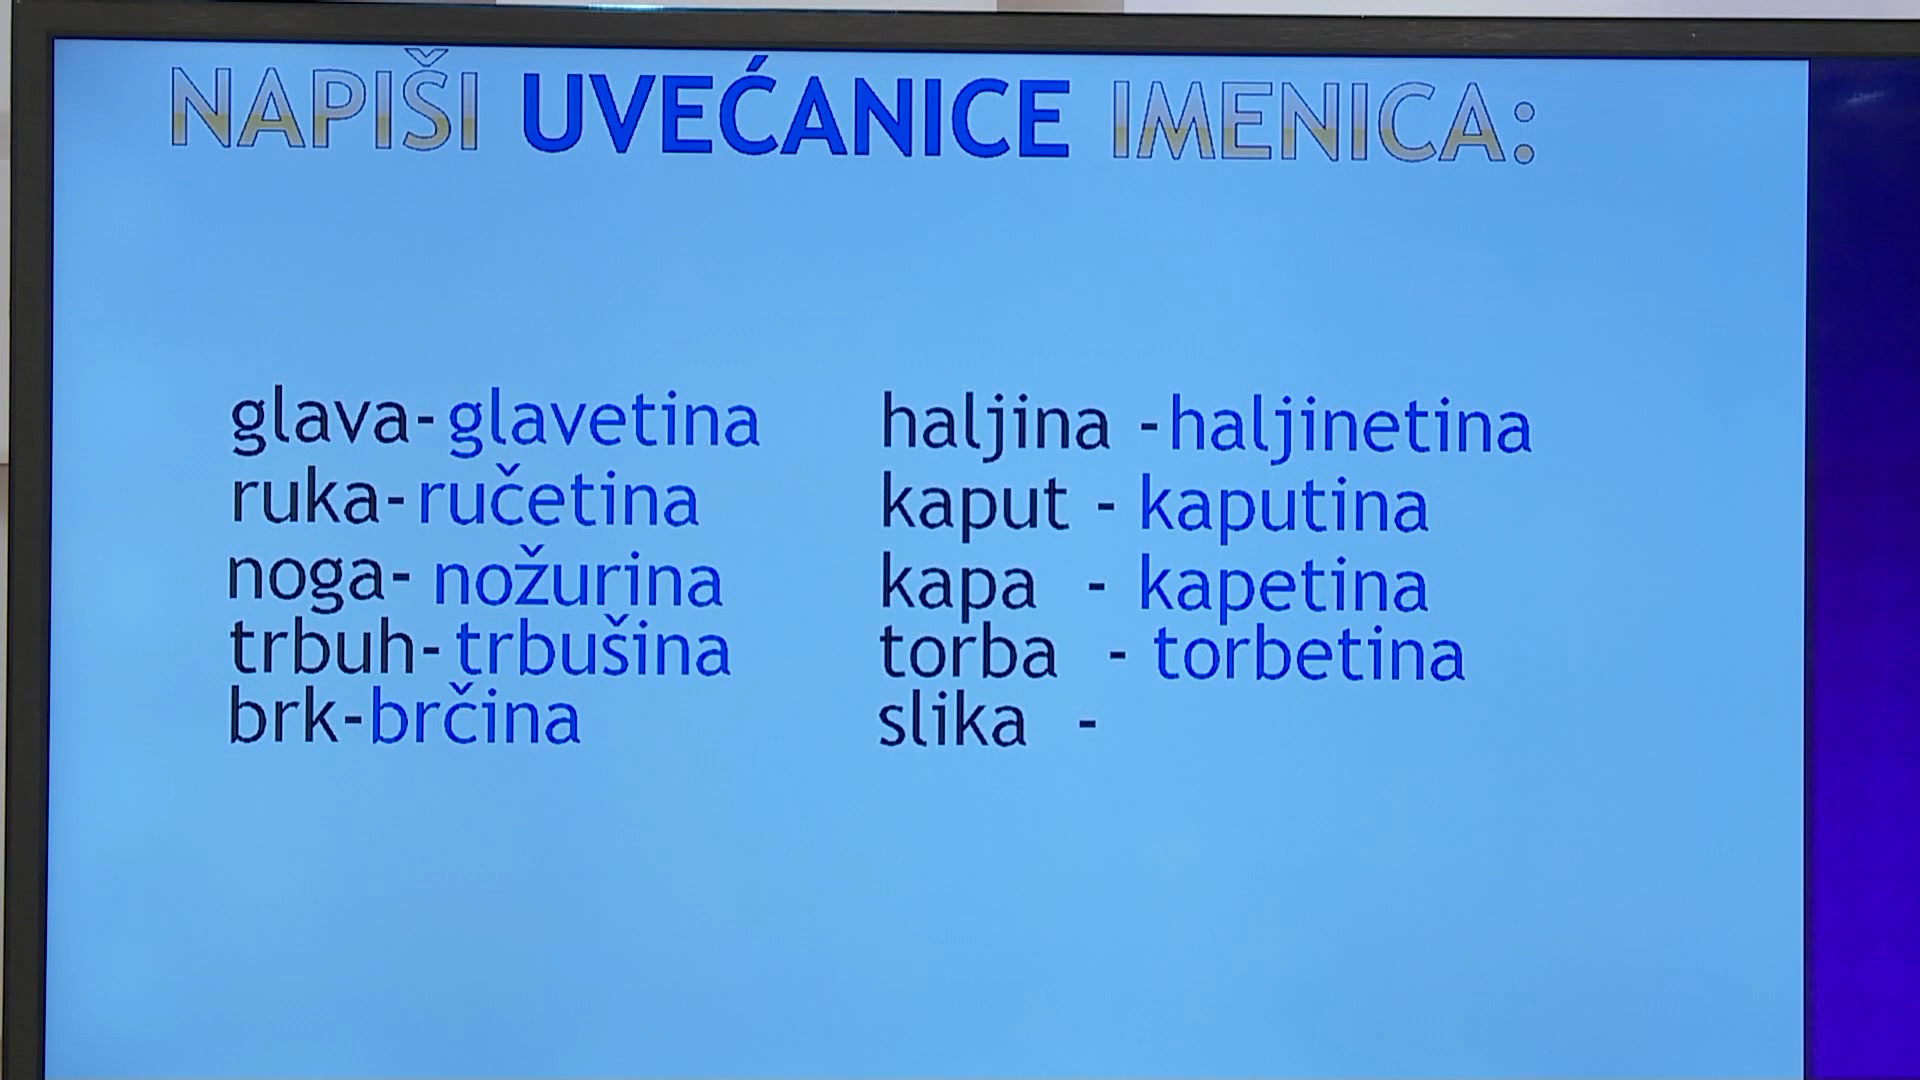 NAPIŠI UVEĆANICE IMENICA:
glava- glavetina
ruka- ručetina
noga- nožurina
trbuh- trbušina
brk-brčina
haljina -haljinetina
kaput - kaputina
kapa - kapetina
torba - torbetina
slika -